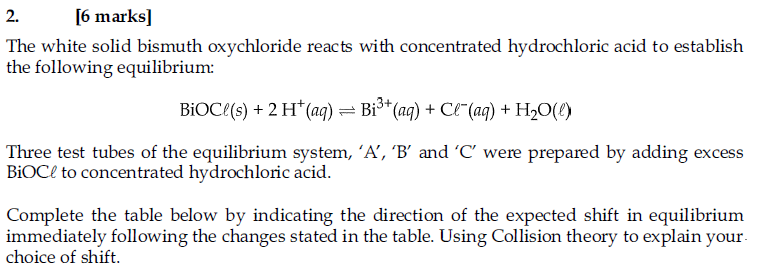 2. [6 marks]
The white solid bismuth oxychloride reacts with concentrated hydrochloric acid to establish
the following equilibrium:
BiOCℓ(s) + 2 H⁺(aq) ⇌ Bi³⁺(aq) + Cℓ⁻(aq) + H₂O(ℓ)
Three test tubes of the equilibrium system, ‘A’, ‘B’ and ‘C’ were prepared by adding excess
BiOCℓ to concentrated hydrochloric acid.
Complete the table below by indicating the direction of the expected shift in equilibrium
immediately following the changes stated in the table. Using Collision theory to explain your
choice of shift.